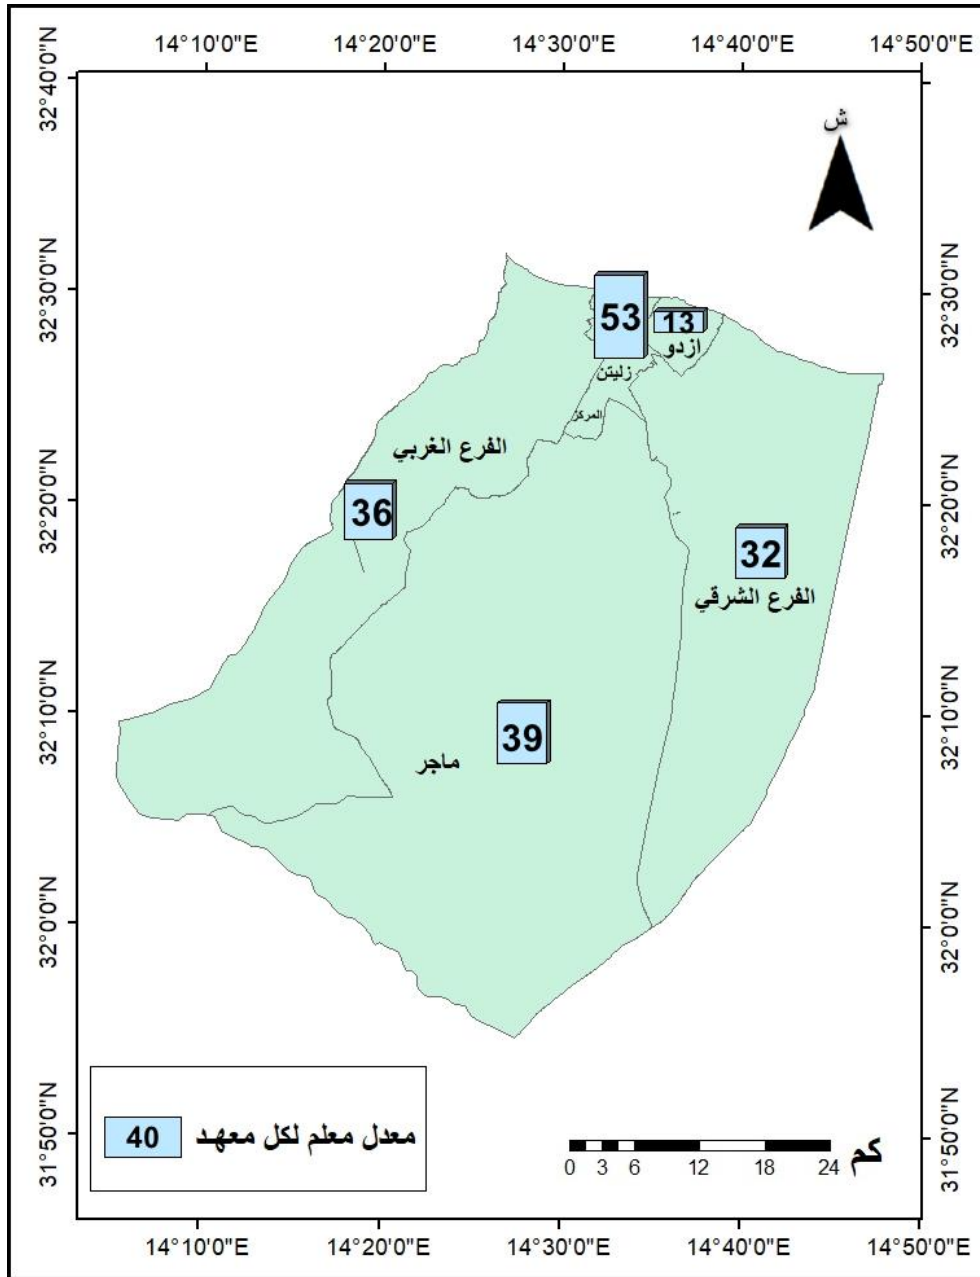 14°10'0"E 14°20'0"E 14°30'0"E 14°40'0"E 14°50'0"E
32°40'0"N
ش
32°30'0"N
32°30'0"N
53
13
ازدو
زليتن
المركز
الفرع الغربي
32°20'0"N
32°20'0"N
36
32
الفرع الشرقي
32°10'0"N
32°10'0"N
39
ماجر
32°0'0"N
32°0'0"N
31°50'0"N
31°50'0"N
معدل معلم لكل معهد 40
كم
0 3 6 12 18 24
14°10'0"E 14°20'0"E 14°30'0"E 14°40'0"E 14°50'0"E